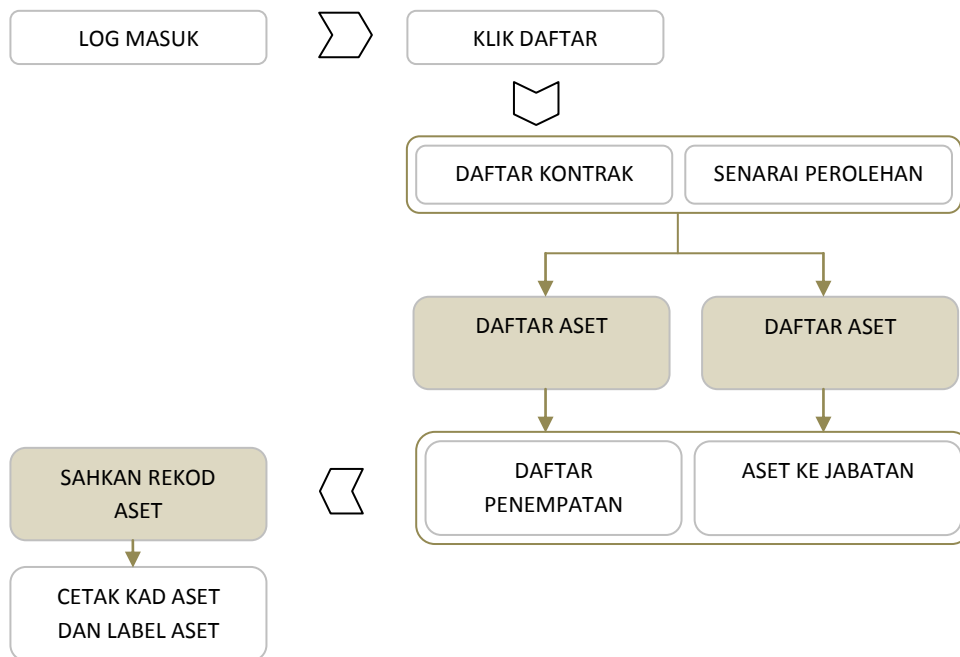 LOG MASUK
KLIK DAFTAR
DAFTAR KONTRAK
SENARAI PEROLEHAN
DAFTAR ASET
DAFTAR ASET
DAFTAR
PENEMPATAN
ASET KE JABATAN
SAHKAN REKOD
ASET
CETAK KAD ASET
DAN LABEL ASET